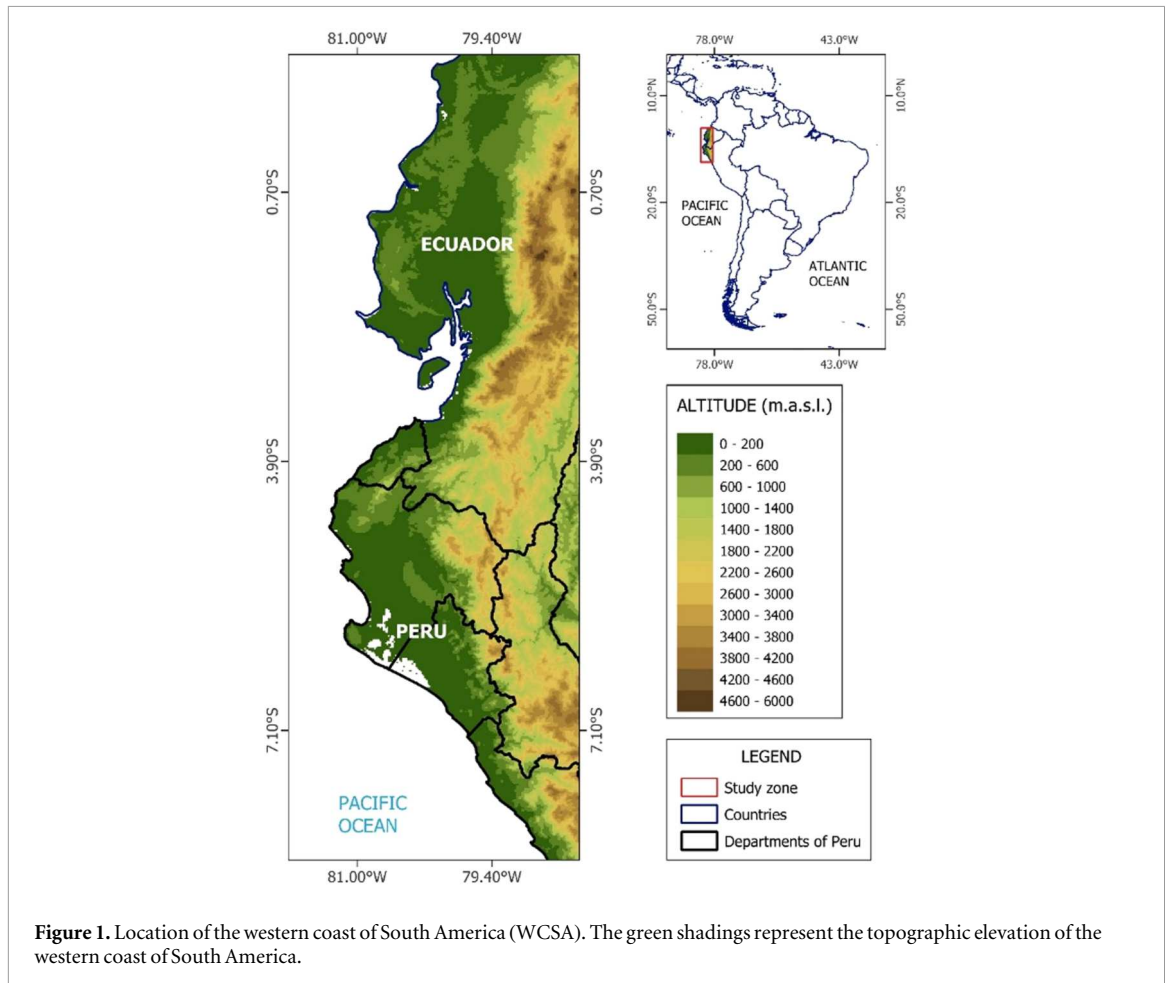 81.00°W 79.40°W
0.70°S 0.70°S
ECUADOR
3.90°S 3.90°S
PERU
7.10°S 7.10°S
PACIFIC
OCEAN
81.00°W 79.40°W
78.0°W 43.0°W
10.0°N 10.0°N
20.0°S 20.0°S
PACIFIC
OCEAN
ATLANTIC
OCEAN
50.0°S 50.0°S
78.0°W 43.0°W
ALTITUDE (m.a.s.l.)
0 - 200
200 - 600
600 - 1000
1000 - 1400
1400 - 1800
1800 - 2200
2200 - 2600
2600 - 3000
3000 - 3400
3400 - 3800
3800 - 4200
4200 - 4600
4600 - 6000
LEGEND
Study zone
Countries
Departments of Peru
Figure 1. Location of the western coast of South America (WCSA). The green shadings represent the topographic elevation of the
western coast of South America.